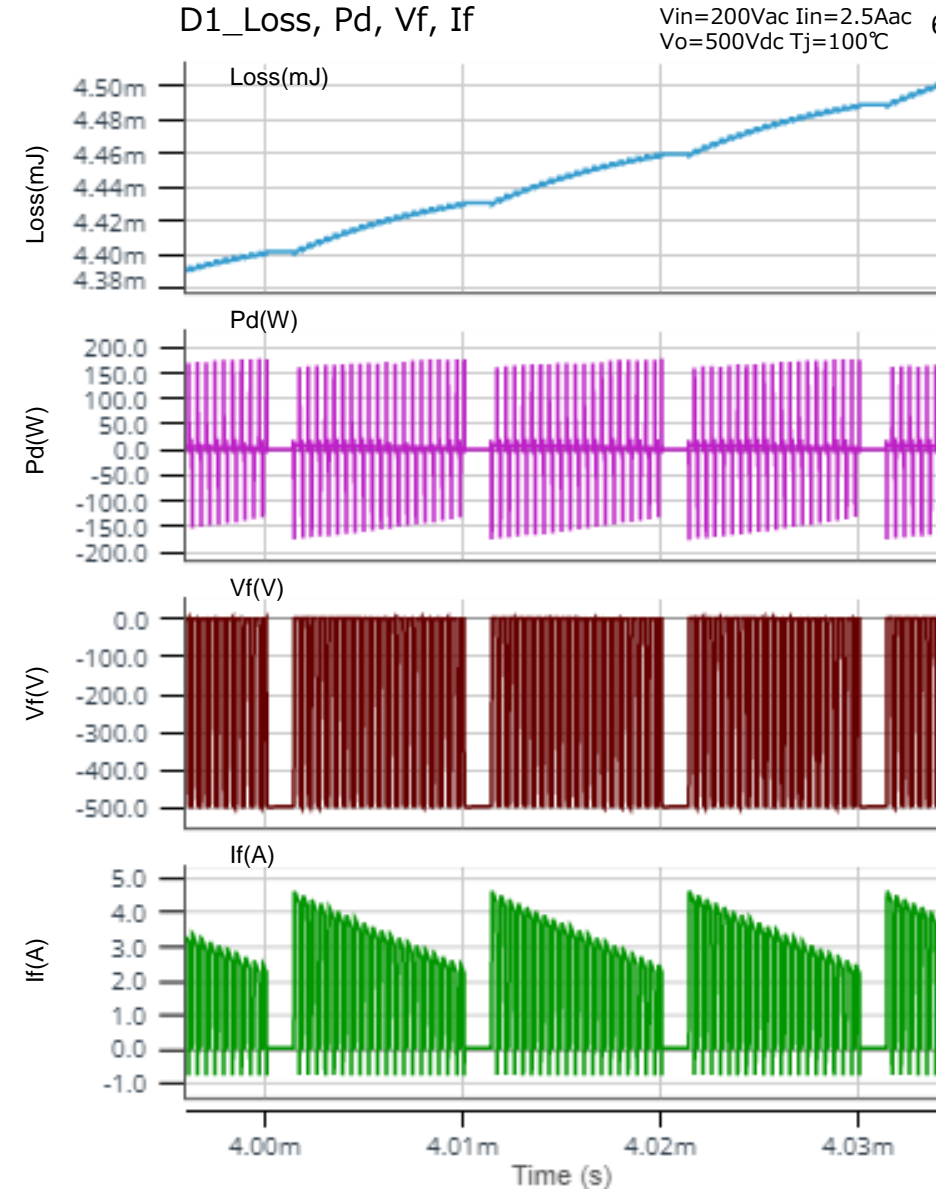 D1_Loss, Pd, Vf, If
Vin=200Vac Iin=2.5Aac
Vo=500Vdc Tj=100℃
Loss(mJ)
Loss(mJ)
4.50m
4.48m
4.46m
4.44m
4.42m
4.40m
4.38m
Pd(W)
Pd(W)
200.0
150.0
100.0
50.0
0.0
-50.0
-100.0
-150.0
-200.0
Vf(V)
Vf(V)
0.0
-100.0
-200.0
-300.0
-400.0
-500.0
If(A)
If(A)
5.0
4.0
3.0
2.0
1.0
0.0
-1.0
4.00m 4.01m 4.02m 4.03m
Time (s)